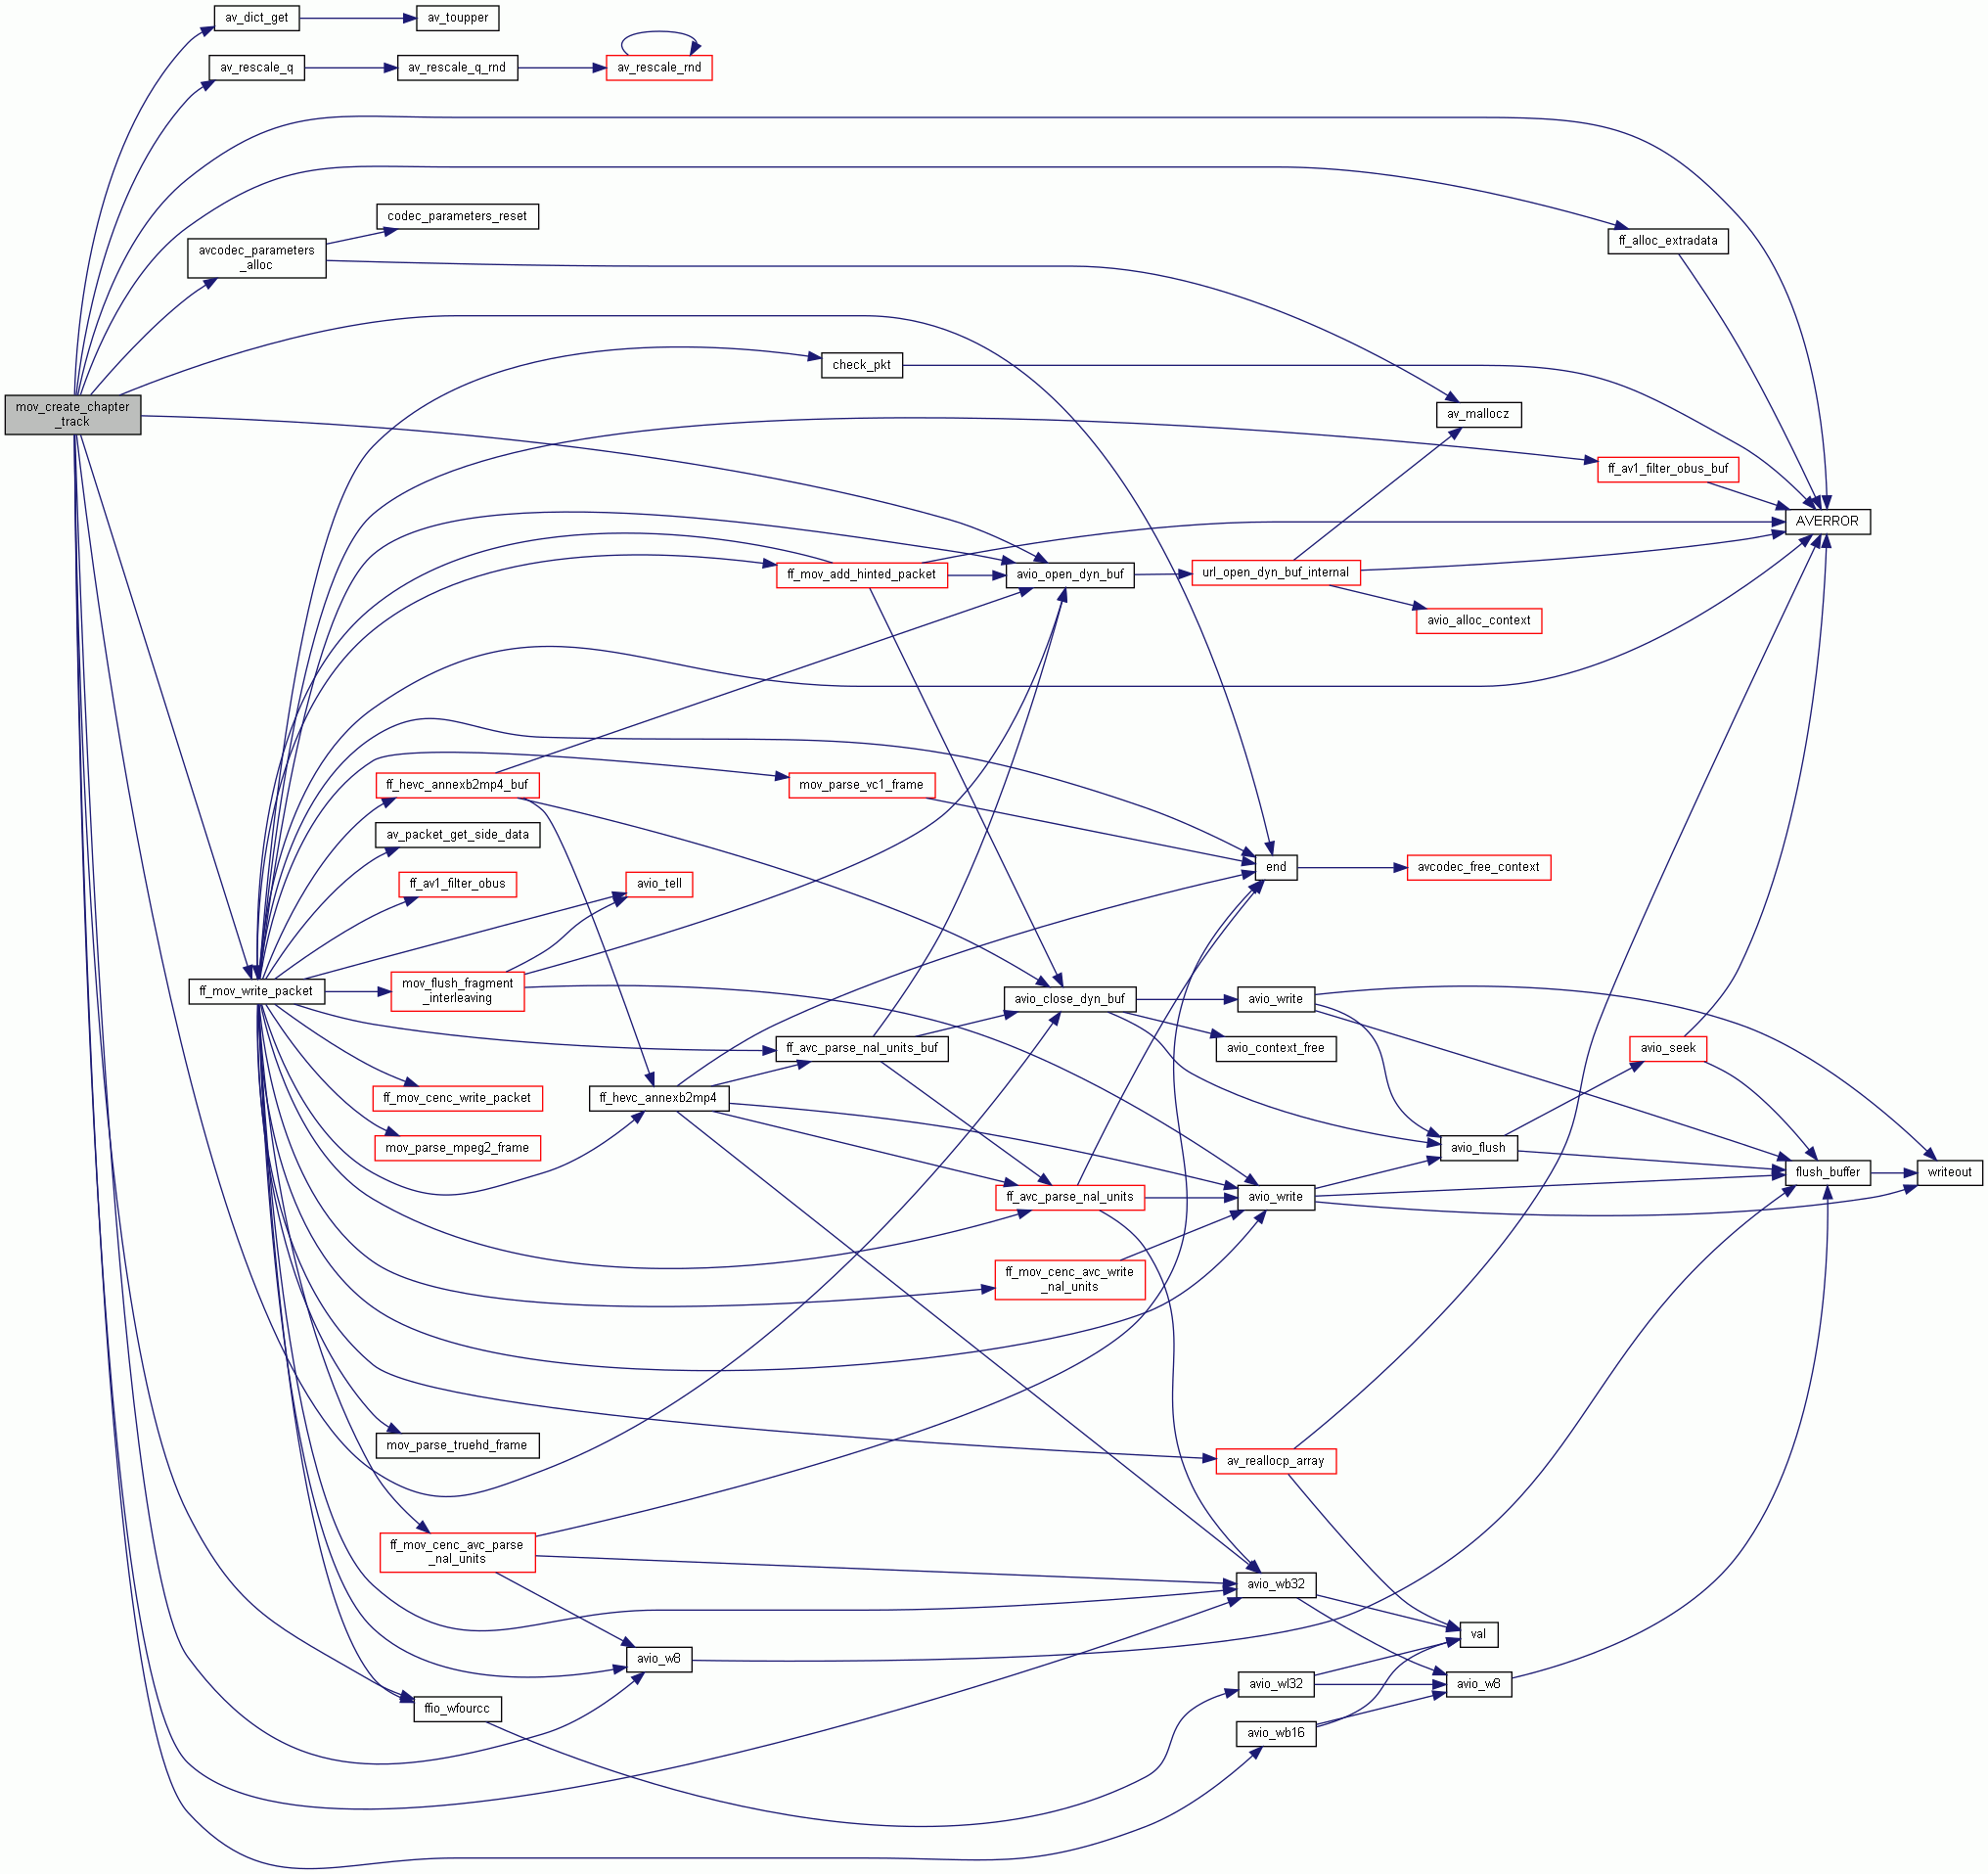 av_dict_get
av_toupper
av_rescale_q
av_rescale_q_rnd
av_rescale_rnd
codec_parameters_reset
avcodec_parameters
_alloc
ff_alloc_extradata
check_pkt
mov_create_chapter
_track
av_mallocz
ff_av1_filter_obus_buf
AVERROR
ff_mov_add_hinted_packet
avio_open_dyn_buf
url_open_dyn_buf_internal
avio_alloc_context
ff_hevc_annexb2mp4_buf
mov_parse_vc1_frame
av_packet_get_side_data
end
avcodec_free_context
ff_av1_filter_obus
avio_tell
ff_mov_write_packet
mov_flush_fragment
_interleaving
avio_close_dyn_buf
avio_write
ff_avc_parse_nal_units_buf
avio_context_free
avio_seek
ff_mov_cenc_write_packet
ff_hevc_annexb2mp4
mov_parse_mpeg2_frame
avio_flush
flush_buffer
writeout
ff_avc_parse_nal_units
avio_write
ff_mov_cenc_avc_write
_nal_units
mov_parse_truehd_frame
av_reallocp_array
ff_mov_cenc_avc_parse
_nal_units
avio_wb32
val
avio_w8
avio_wl32
avio_w8
ffio_wfourcc
avio_wb16